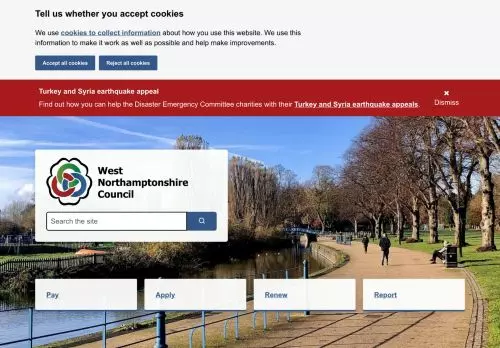 Tell us whether you accept cookies
We use cookies to collect information about how you use this website. We use this
information to make it work as well as possible and help make improvements.
Accept all cookies
Reject all cookies
Turkey and Syria earthquake appeal
Find out how you can help the Disaster Emergency Committee charities with their Turkey and Syria earthquake appeals.
Dismiss
West
Northamptonshire
Council
Search the site
Pay
Apply
Renew
Report